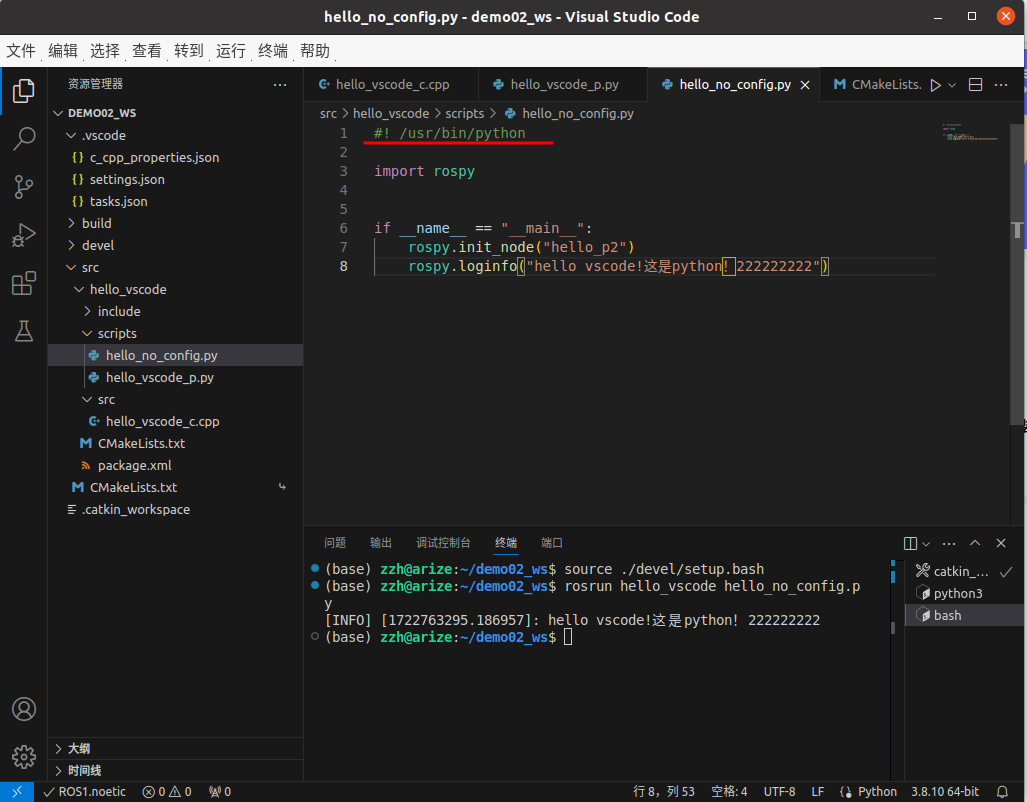 hello_no_config.py - demo02_ws - Visual Studio Code
文件 编辑 选择 查看 转到 运行 终端 帮助
资源管理器
hello_vscode_c.cpp hello_vscode_p.py hello_no_config.py CMakeLists.
DEMO02_WS
src > hello_vscode > scripts > hello_no_config.py
.vscode
c_cpp_properties.json
settings.json
tasks.json
build
devel
src
hello_vscode
include
scripts
hello_no_config.py
hello_vscode_p.py
src
hello_vscode_c.cpp
CMakeLists.txt
package.xml
CMakeLists.txt
.catkin_workspace
大纲
时间线
1 #! /usr/bin/python
2
3 import rospy
4
5
6 if __name__ == "__main__":
7 rospy.init_node("hello_p2")
8 rospy.loginfo("hello vscode!这是python！222222222")
问题 输出 调试控制台 终端 端口
(base) zzh@arize:~/demo02_ws$ source ./devel/setup.bash
(base) zzh@arize:~/demo02_ws$ rosrun hello_vscode hello_no_config.p
y
[INFO] [1722763295.186957]: hello vscode!这是python！222222222
(base) zzh@arize:~/demo02_ws$
catkin_...
python3
bash
ROS1.noetic 0 0 0 行 8，列 53 空格: 4 UTF-8 LF Python 3.8.10 64-bit